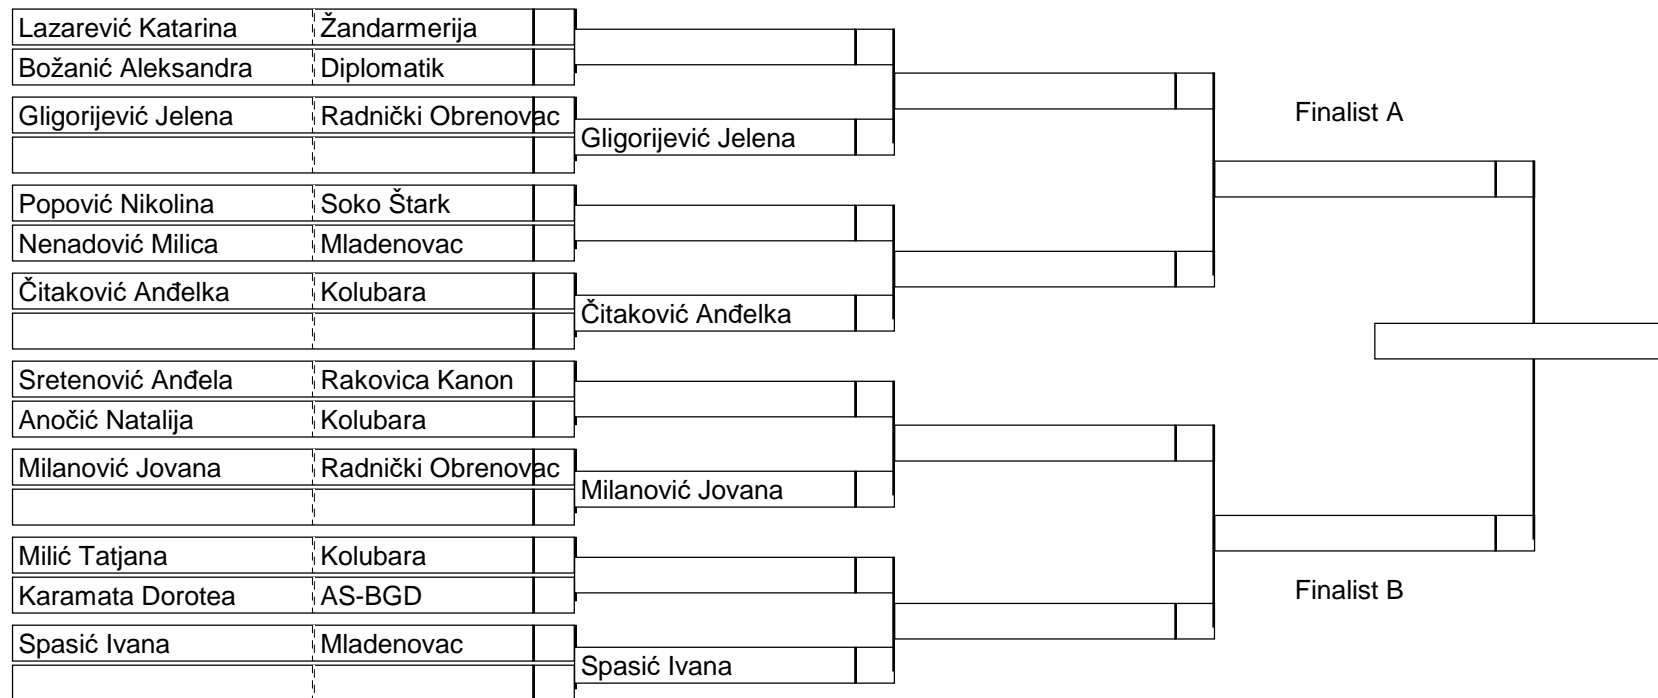 Lazarević Katarina Žandarmerija
Božanić Aleksandra Diplomatik
Finalist A
Gligorijević Jelena Radnički Obrenovac
Gligorijević Jelena
Popović Nikolina Soko Štark
Nenadović Milica Mladenovac
Čitaković Anđelka Kolubara
Čitaković Anđelka
Sretenović Anđela Rakovica Kanon
Anočić Natalija Kolubara
Milanović Jovana Radnički Obrenovac
Milanović Jovana
Milić Tatjana Kolubara
Karamata Dorotea AS-BGD
Finalist B
Spasić Ivana Mladenovac
Spasić Ivana